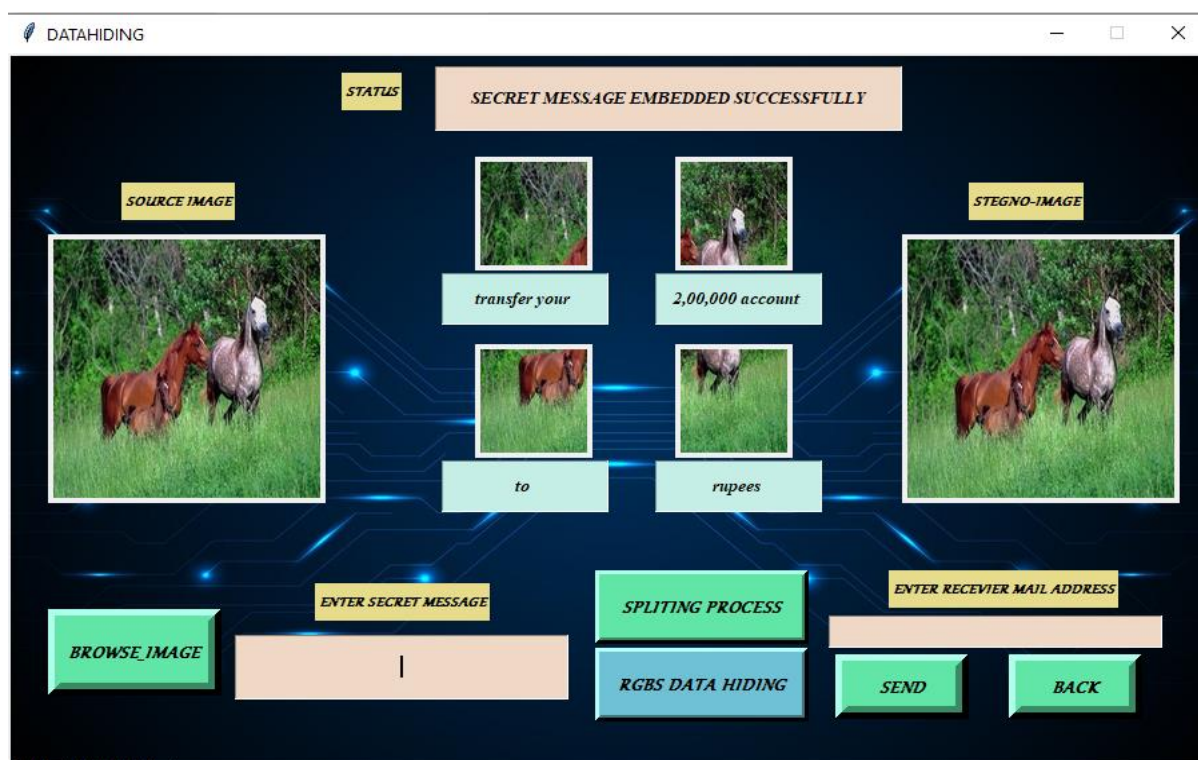 DATAHIDING
STATUS
SECRET MESSAGE EMBEDDED SUCCESSFULLY
SOURCE IMAGE
STEGNO-IMAGE
transfer your
2,00,000 account
to
rupees
ENTER SECRET MESSAGE
ENTER RECEVIER MAIL ADDRESS
BROWSE_IMAGE
SPLITING PROCESS
RGBS DATA HIDING
SEND
BACK